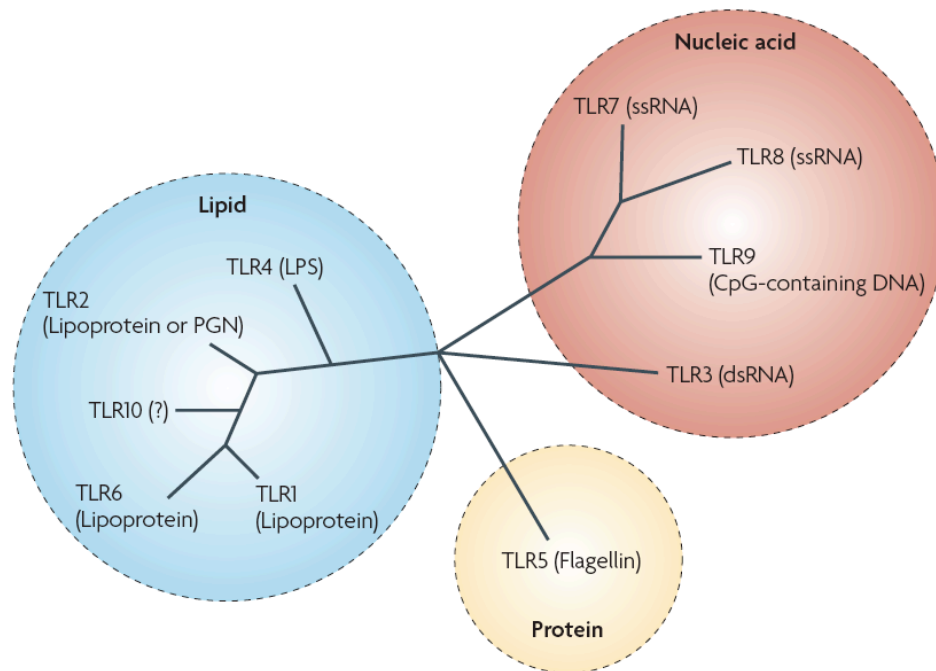 Nucleic acid
TLR7 (ssRNA)
TLR8 (ssRNA)
TLR9
(CpG-containing DNA)
TLR3 (dsRNA)
Lipid
TLR4 (LPS)
TLR2
(Lipoprotein or PGN)
TLR10 (?)
TLR6
(Lipoprotein)
TLR1
(Lipoprotein)
TLR5 (Flagellin)
Protein